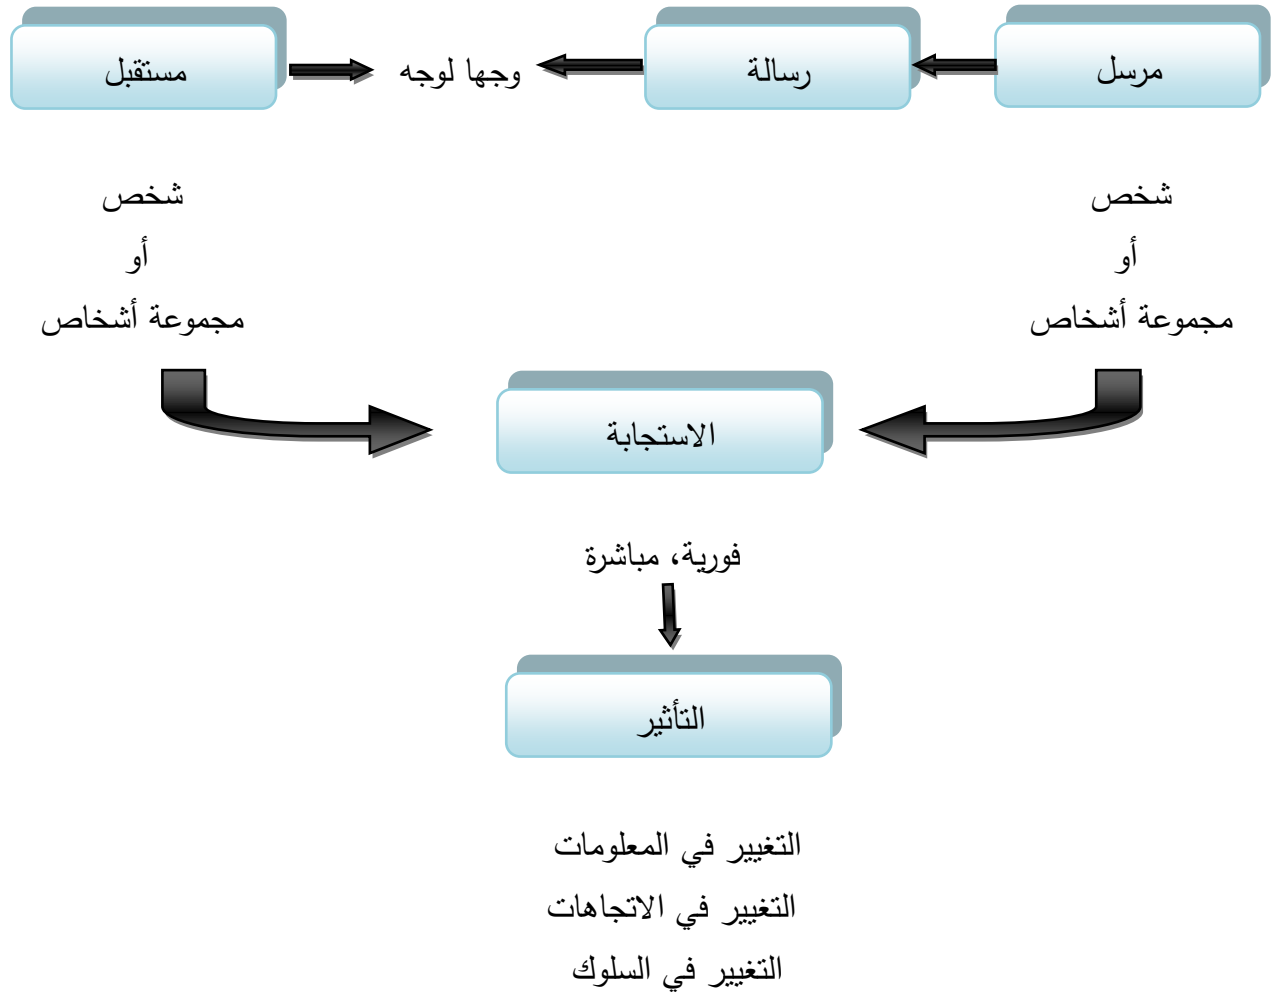 مرسل
رسالة
وجها لوجه
مستقبل
شخص
أو
مجموعة أشخاص
شخص
أو
مجموعة أشخاص
الاستجابة
فورية، مباشرة
التأثير
التغيير في المعلومات
التغيير في الاتجاهات
التغيير في السلوك